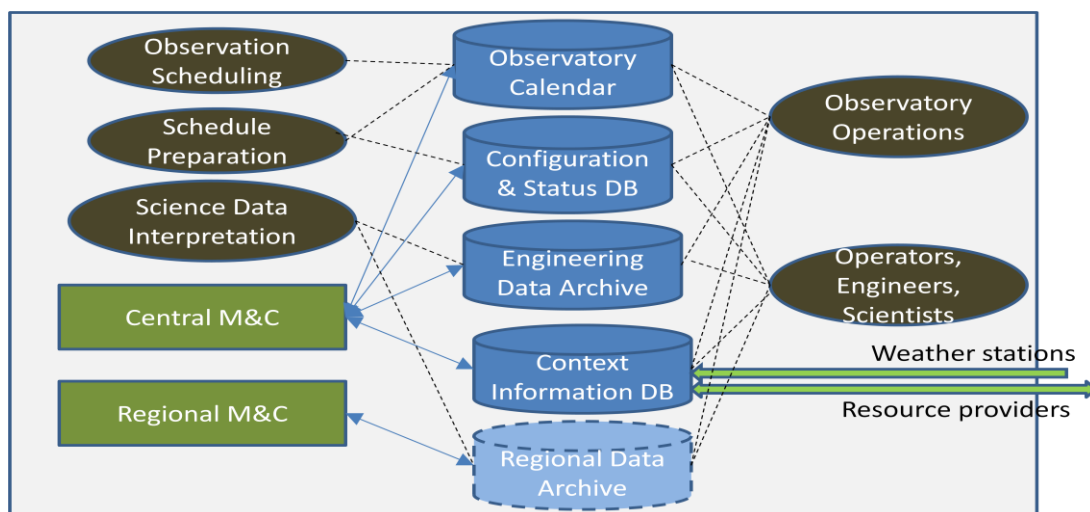 Observation
Scheduling
Schedule
Preparation
Science Data
Interpretation
Central M&C
Regional M&C
Observatory
Calendar
Configuration
& Status DB
Engineering
Data Archive
Context
Information DB
Regional Data
Archive
Observatory
Operations
Operators,
Engineers,
Scientists
Weather stations
Resource providers